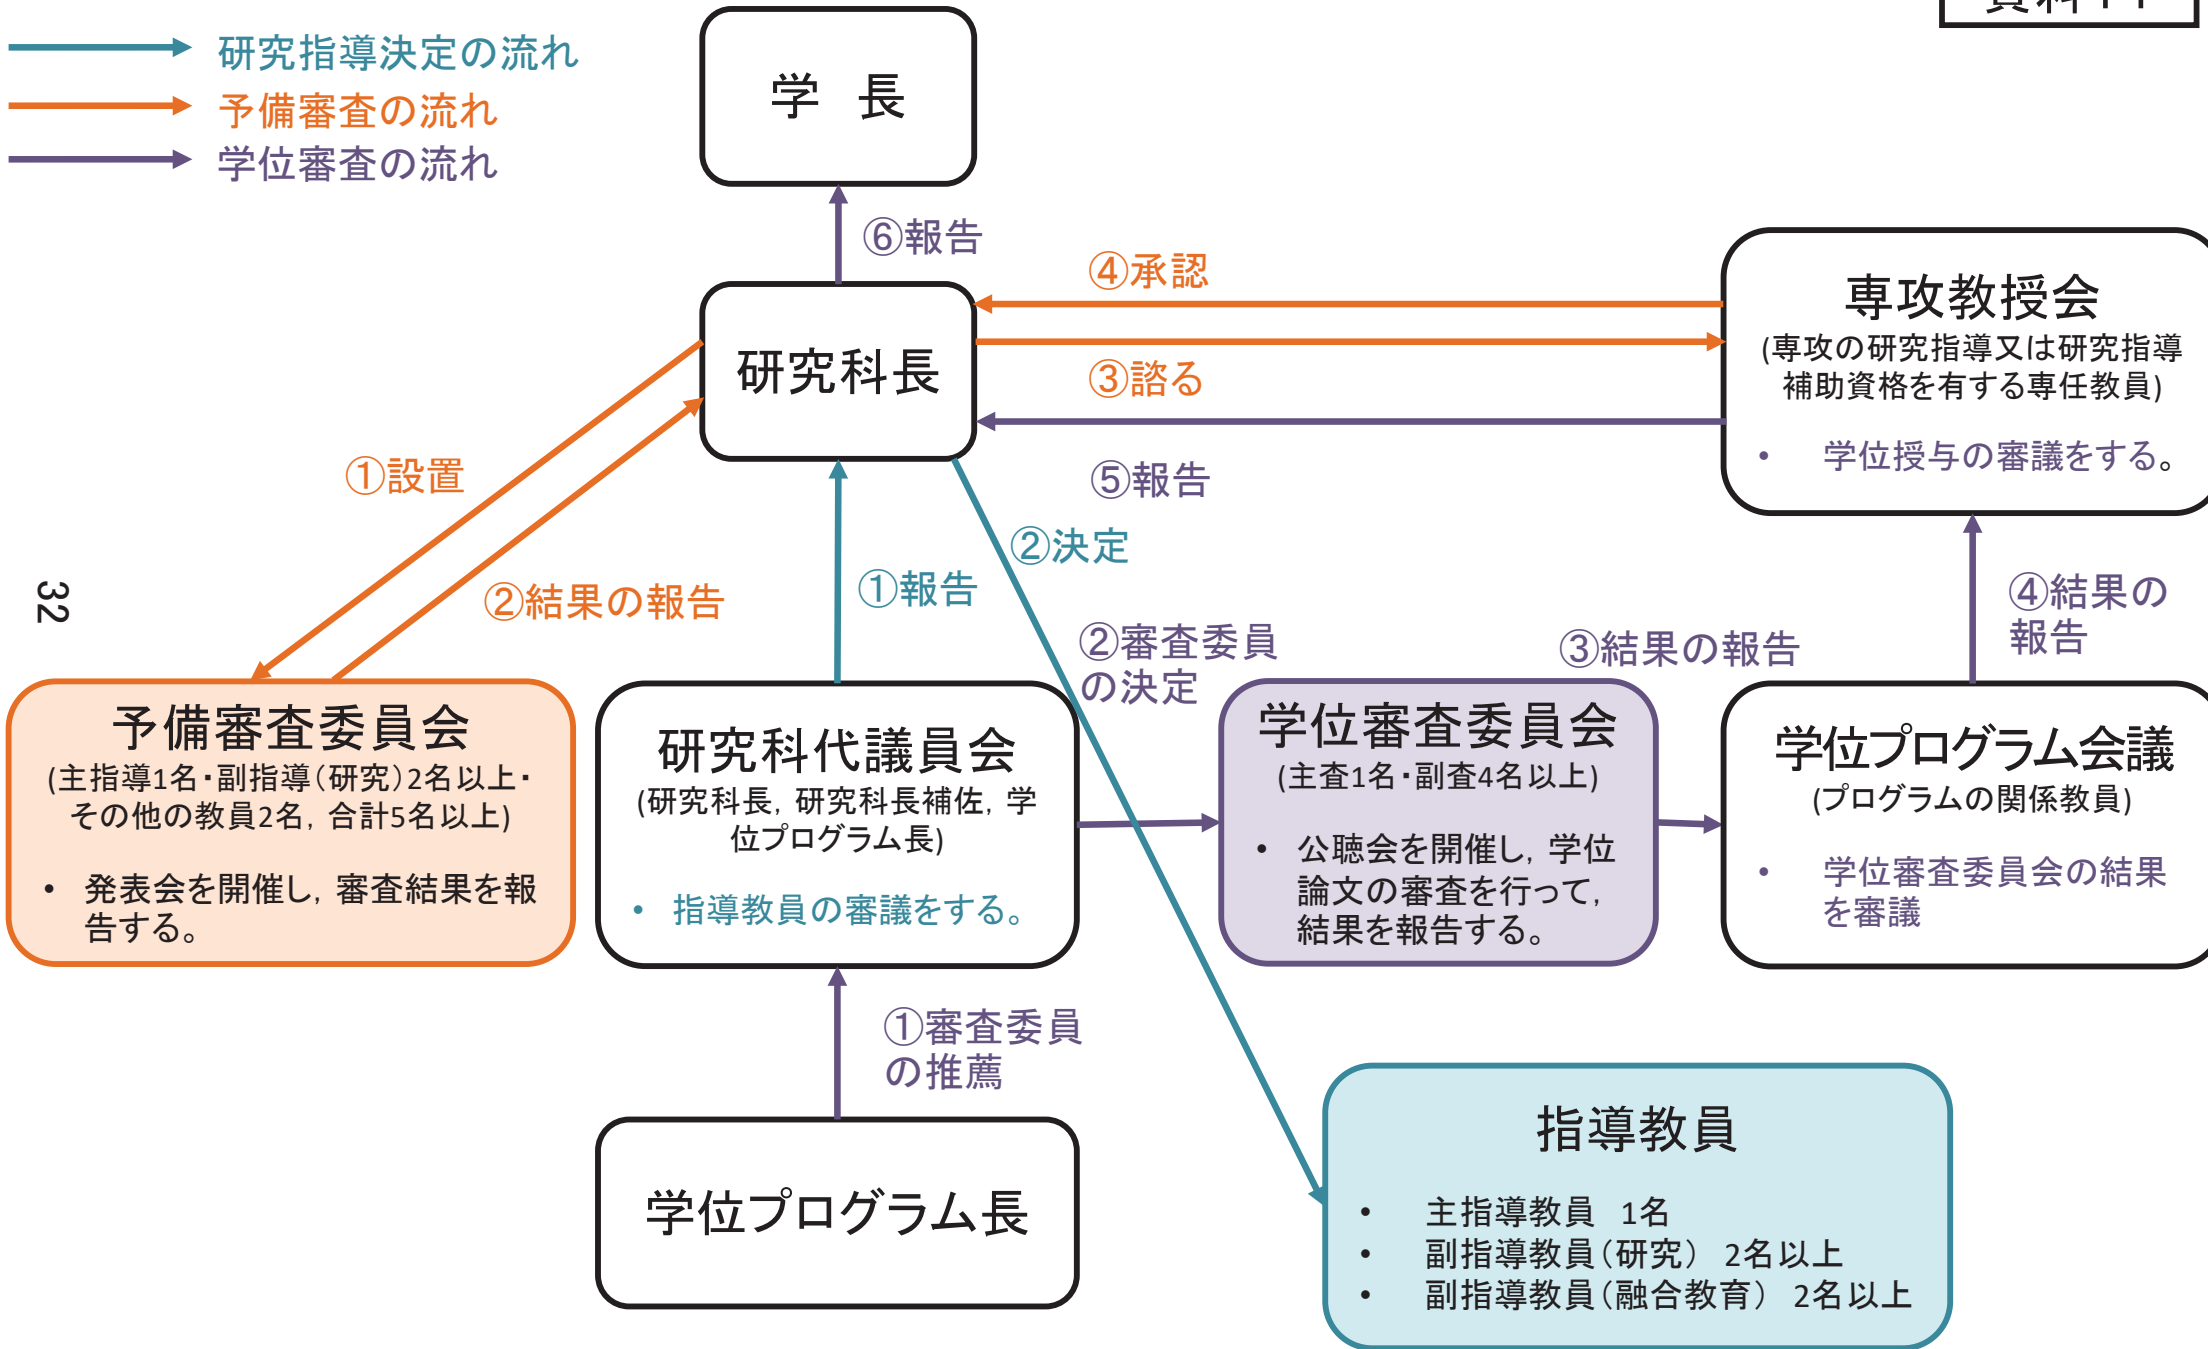 研究指導決定の流れ
予備審査の流れ
学位審査の流れ
学 長
⑥報告
④承認
③諮る
⑤報告
研究科長
専攻教授会
(専攻の研究指導又は研究指導
補助資格を有する専任教員)
• 学位授与の審議をする。
①設置
②結果の報告
①報告
②決定
②審査委員
の決定
③結果の報告
④結果の
報告
32
予備審査委員会
(主指導1名・副指導（研究）2名以上・
その他の教員2名，合計5名以上)
• 発表会を開催し，審査結果を報
告する。
研究科代議員会
(研究科長，研究科長補佐，学
位プログラム長)
• 指導教員の審議をする。
学位審査委員会
(主査1名・副査4名以上)
• 公聴会を開催し，学位
論文の審査を行って，
結果を報告する。
学位プログラム会議
(プログラムの関係教員)
• 学位審査委員会の結果
を審議
①審査委員
の推薦
学位プログラム長
指導教員
• 主指導教員 1名
• 副指導教員（研究） 2名以上
• 副指導教員（融合教育） 2名以上